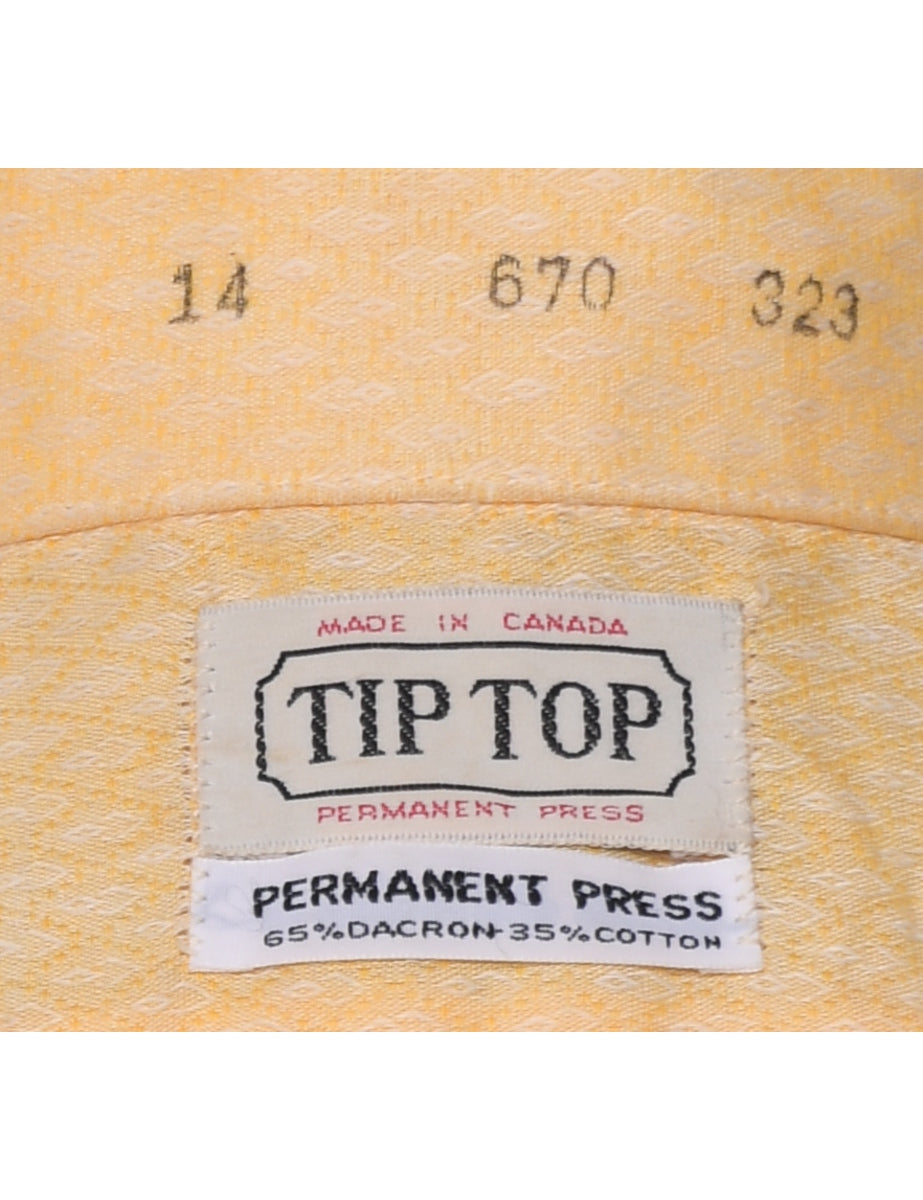 14 670 323
MADE IN CANADA
TIP TOP
PERMANENT PRESS
PERMANENT PRESS
65% DACRON-35% COTTON